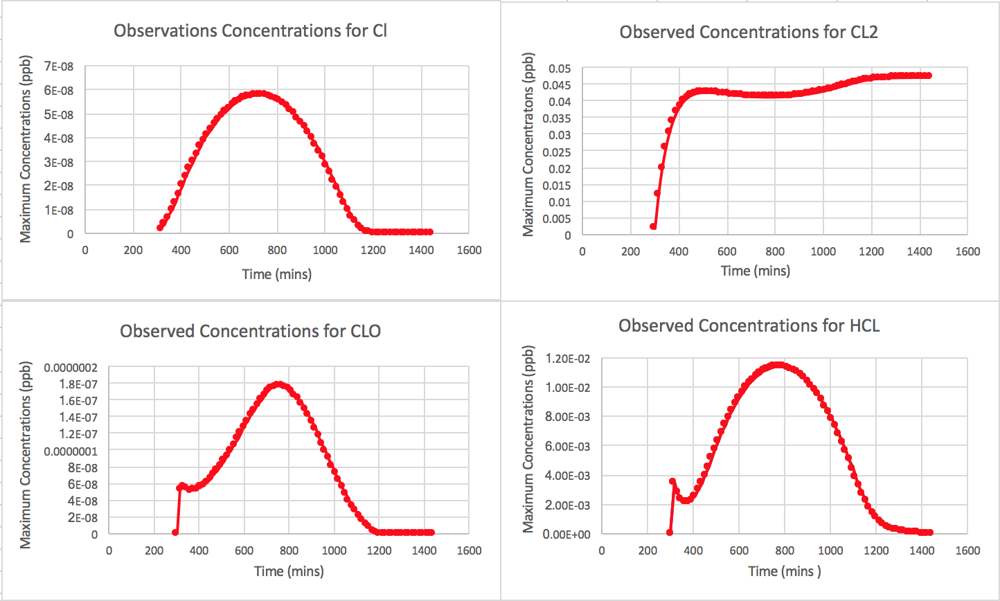 Observations Concentrations for Cl
Maximum Concentrations (ppb)
7E-08
6E-08
5E-08
4E-08
3E-08
2E-08
1E-08
0
0 200 400 600 800 1000 1200 1400 1600
Time (mins)
Observed Concentrations for CL2
Maximum Concentratons (ppb)
0.05
0.045
0.04
0.035
0.03
0.025
0.02
0.015
0.01
0.005
0
0 200 400 600 800 1000 1200 1400 1600
Time (mins)
Observed Concentrations for CLO
Maximum Concentrations (ppb)
0.0000002
1.8E-07
1.6E-07
1.4E-07
1.2E-07
0.0000001
8E-08
6E-08
4E-08
2E-08
0
0 200 400 600 800 1000 1200 1400 1600
Time (mins)
Observed Concentrations for HCL
Maximum Concentrations (ppb)
1.20E-02
1.00E-02
8.00E-03
6.00E-03
4.00E-03
2.00E-03
0.00E+00
0 200 400 600 800 1000 1200 1400 1600
Time (mins )